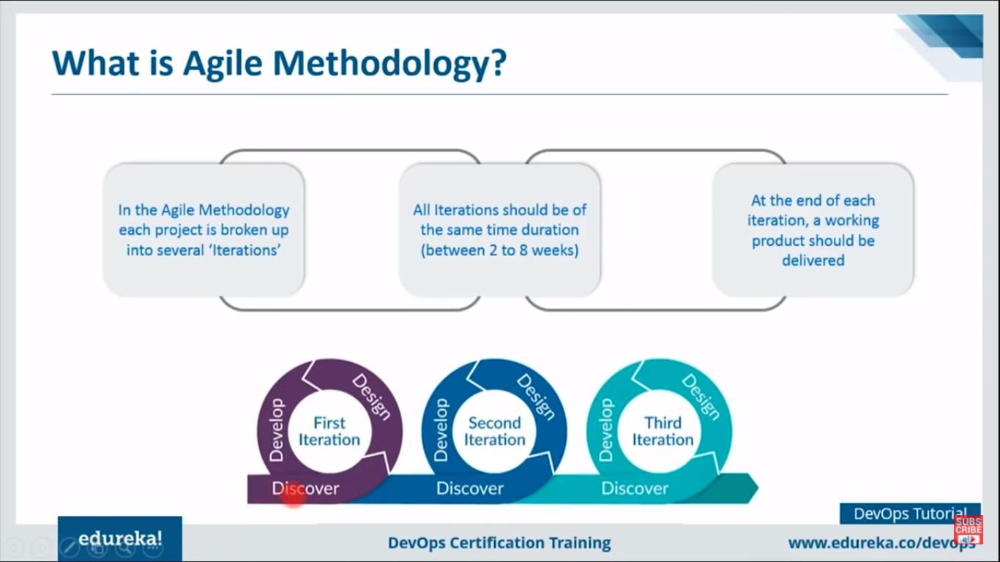 What is Agile Methodology?
In the Agile Methodology
each project is broken up
into several ‘Iterations’
All Iterations should be of
the same time duration
(between 2 to 8 weeks)
At the end of each
iteration, a working
product should be
delivered
Develop
Design
First
Iteration
Discover
Develop
Design
Second
Iteration
Discover
Develop
Design
Third
Iteration
Discover
DevOps Tutorial
SUBS
CRIBE
e!
edureka!
DevOps Certification Training
www.edureka.co/devops